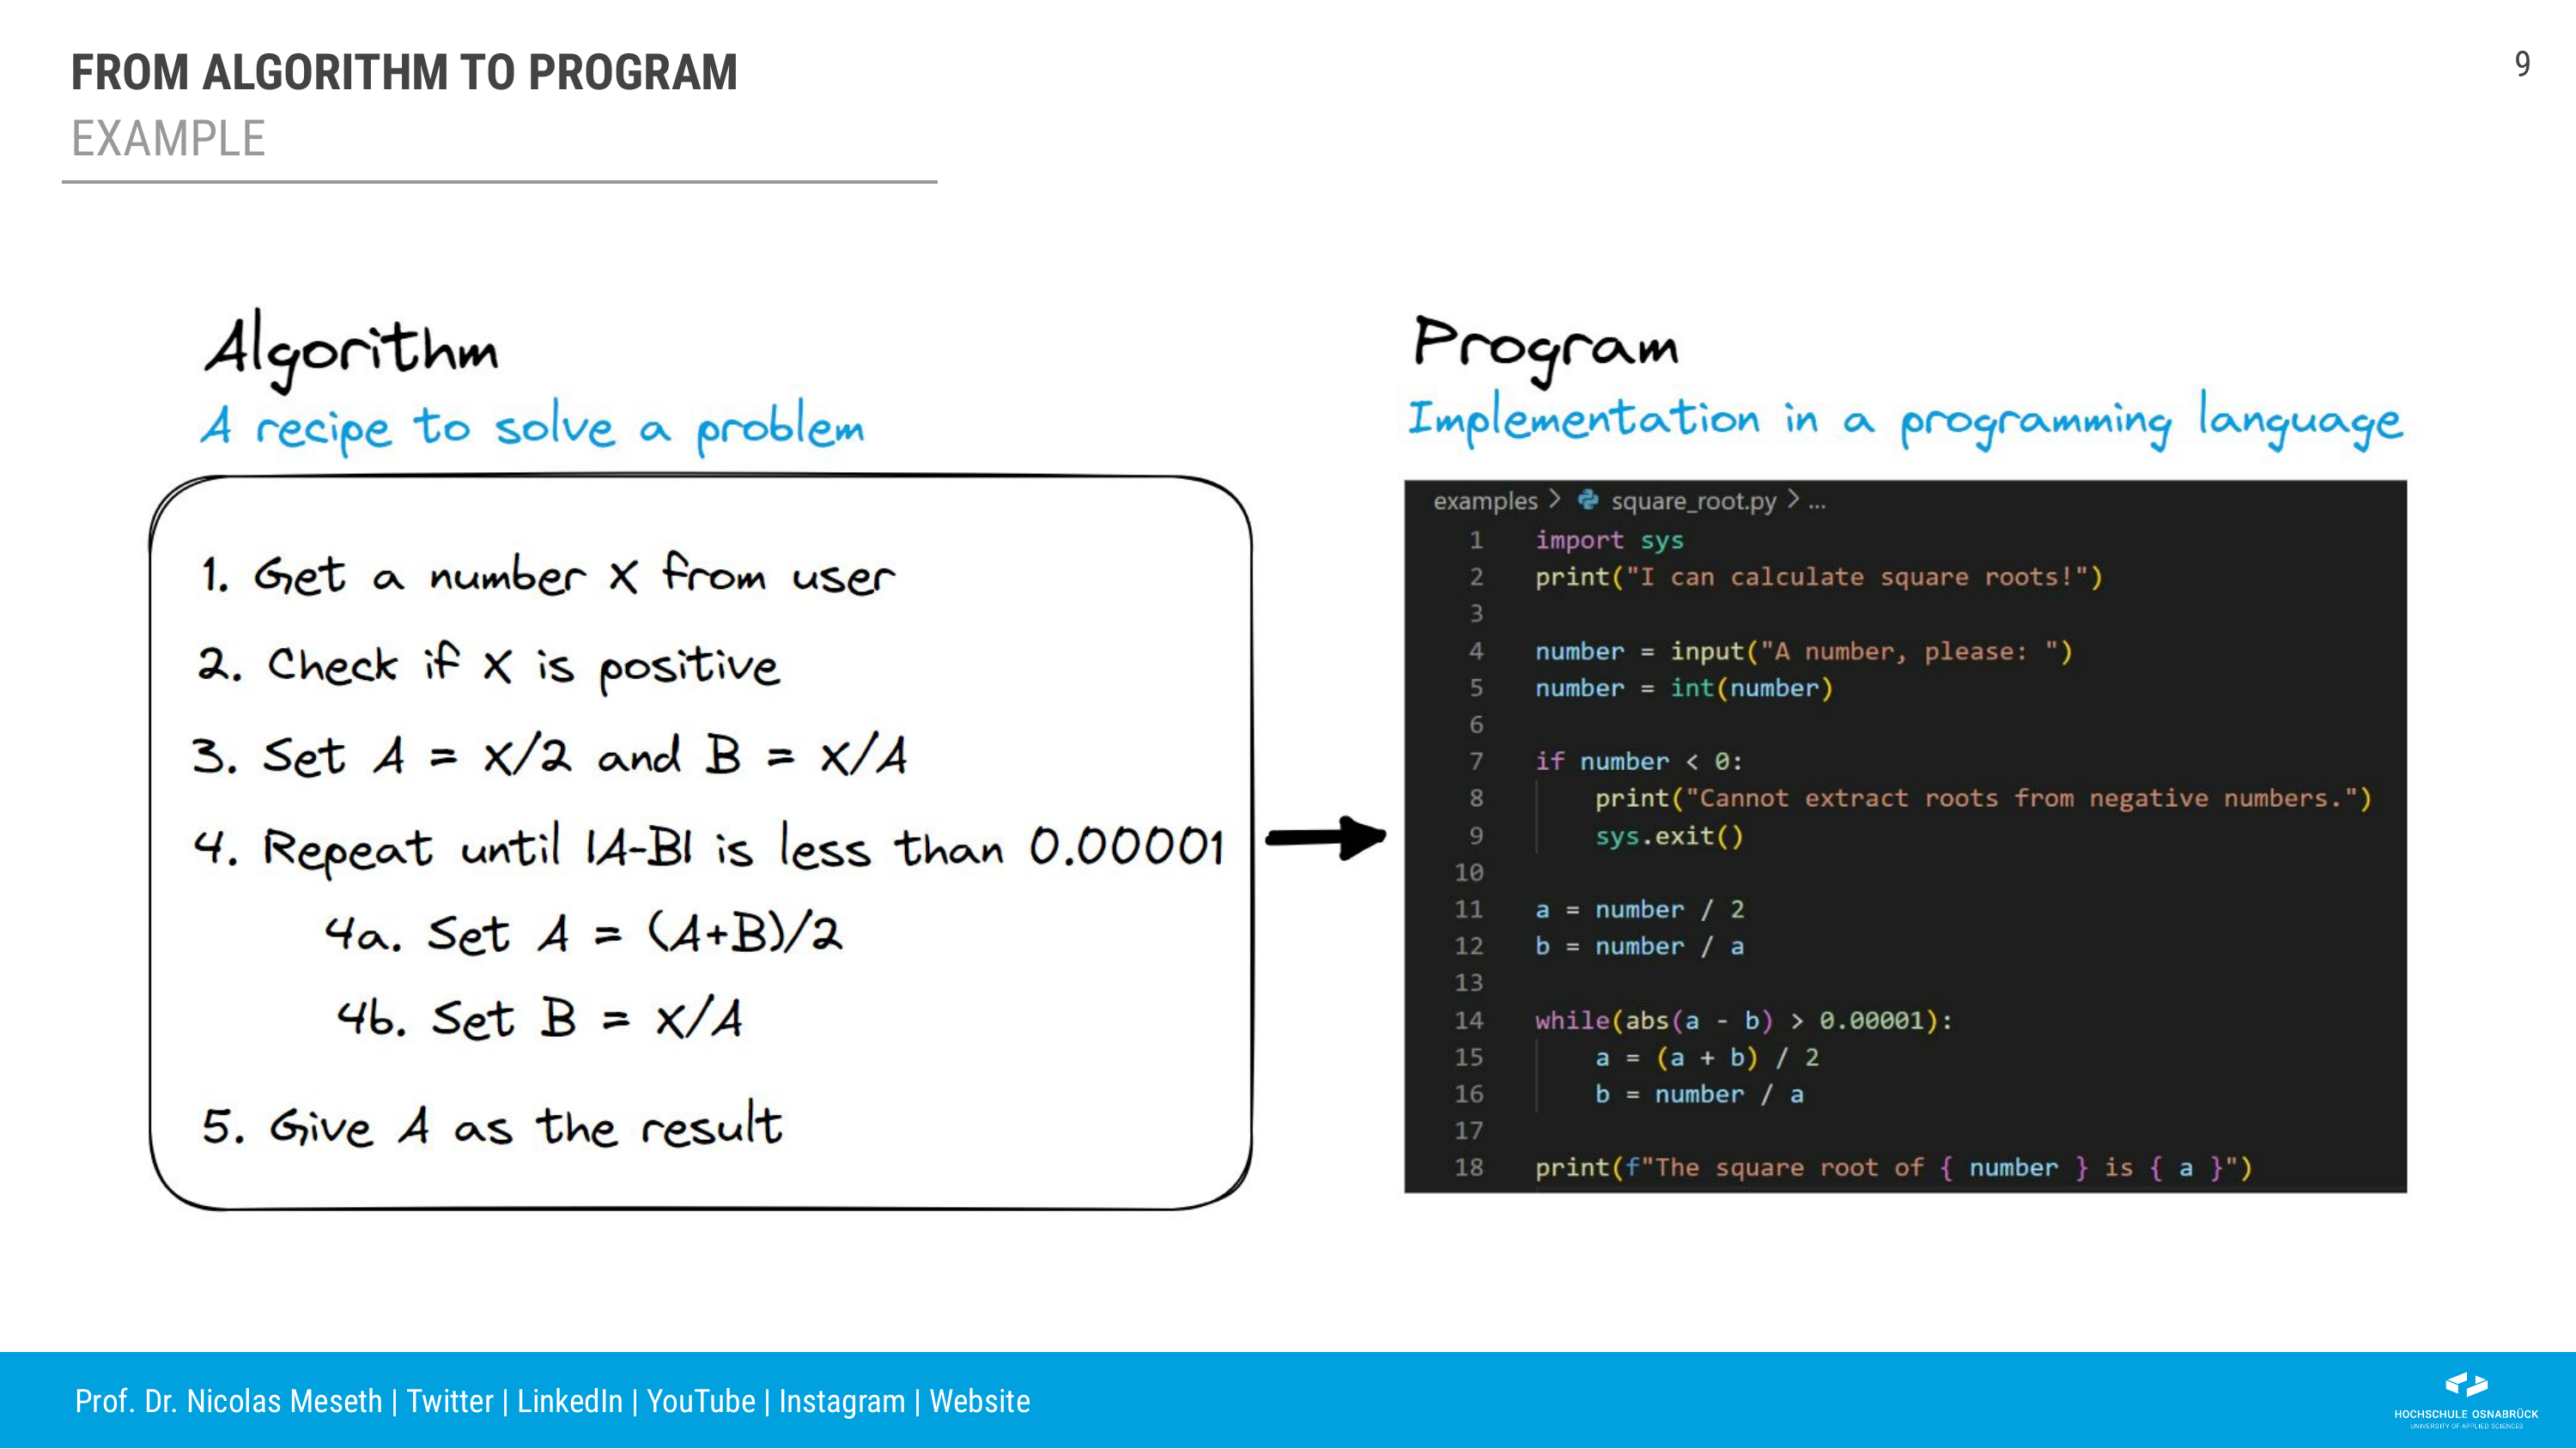 FROM ALGORITHM TO PROGRAM
EXAMPLE
9
Algorithm
A recipe to solve a problem
1. Get a number X from user
2. Check if X is positive
3. Set A = X/2 and B = X/A
4. Repeat until |A-B| is less than 0.00001
4a. Set A = (A+B)/2
4b. Set B = X/A
5. Give A as the result
Program
Implementation in a programming language
examples > square_root.py > ...
1 import sys
2 print("I can calculate square roots!")
3
4 number = input("A number, please: ")
5 number = int(number)
6
7 if number < 0:
8 print("Cannot extract roots from negative numbers.")
9 sys.exit()
10
11 a = number / 2
12 b = number / a
13
14 while(abs(a - b) > 0.00001):
15 a = (a + b) / 2
16 b = number / a
17
18 print(f"The square root of { number } is { a }")
Prof. Dr. Nicolas Meseth | Twitter | LinkedIn | YouTube | Instagram | Website
HOCHSCHULE OSNABRÜCK
UNIVERSITY OF APPLIED SCIENCES